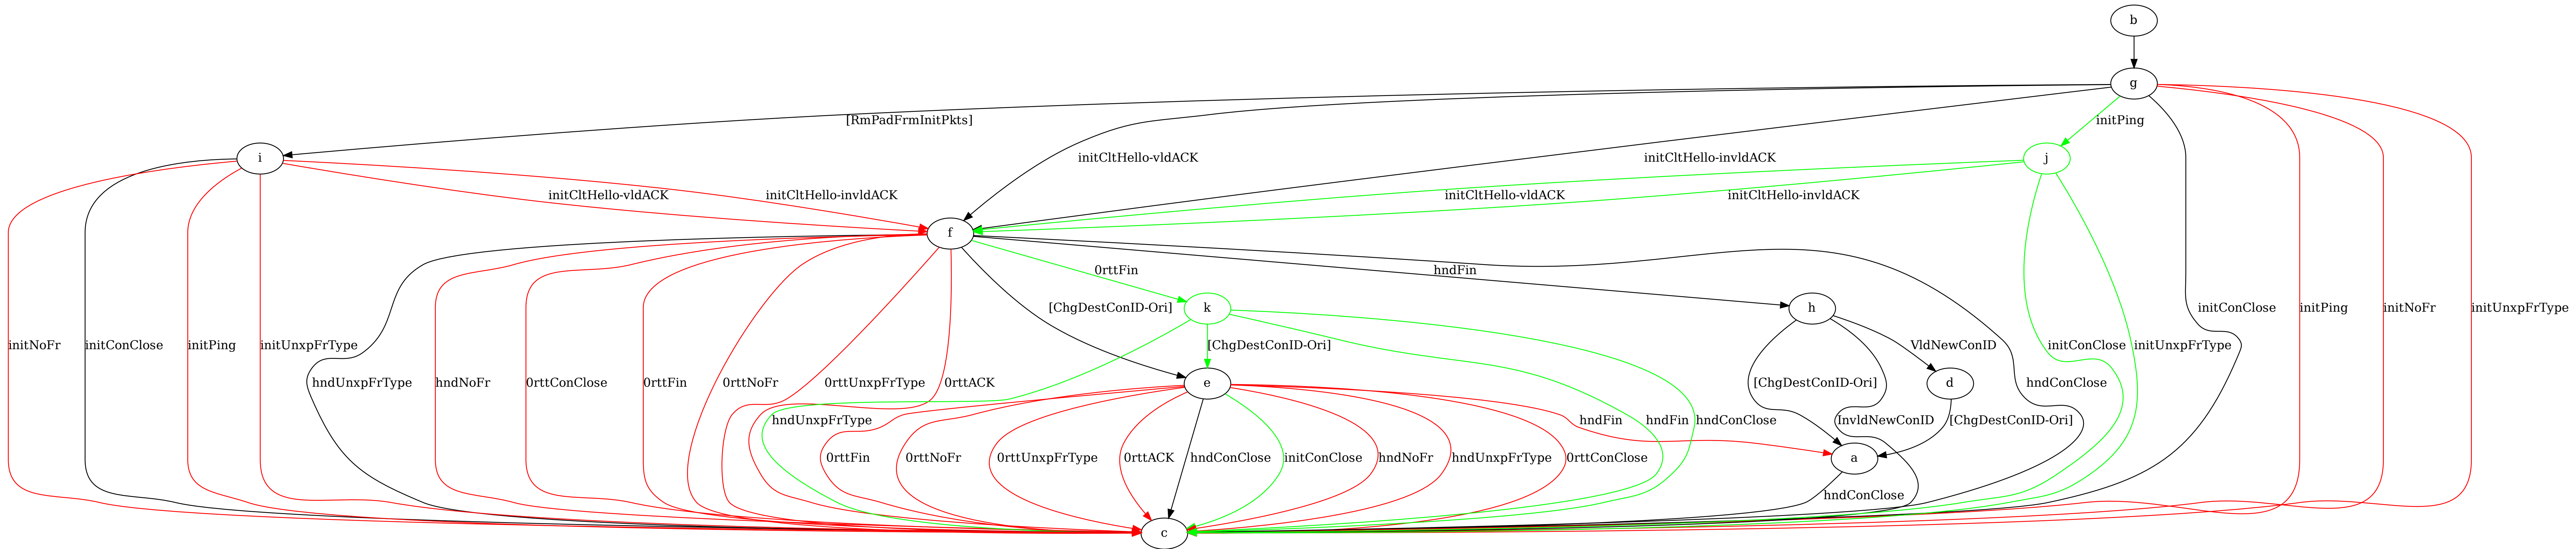 b
g
[RmPadFrmInitPkts]
initPing
i
initCltHello-vldACK
initCltHello-invldACK
j
initCltHello-vldACK
initCltHello-invldACK
initCltHello-vldACK
initCltHello-invldACK
f
0rttFin
hndFin
[ChgDestConID-Ori]
k
h
initConClose
initPing
initNoFr
initUnxpFrType
initNoFr
initConClose
initPing
initUnxpFrType
[ChgDestConID-Ori]
VldNewConID
initConClose
initUnxpFrType
hndUnxpFrType
hndNoFr
0rttConClose
0rttFin
0rttNoFr
0rttUnxpFrType
0rttACK
e
[ChgDestConID-Ori]
d
hndConClose
hndUnxpFrType
hndFin
hndFin
hndConClose
InvldNewConID
[ChgDestConID-Ori]
0rttFin
0rttNoFr
0rttUnxpFrType
0rttACK
hndConClose
initConClose
hndNoFr
hndUnxpFrType
0rttConClose
a
hndConClose
c